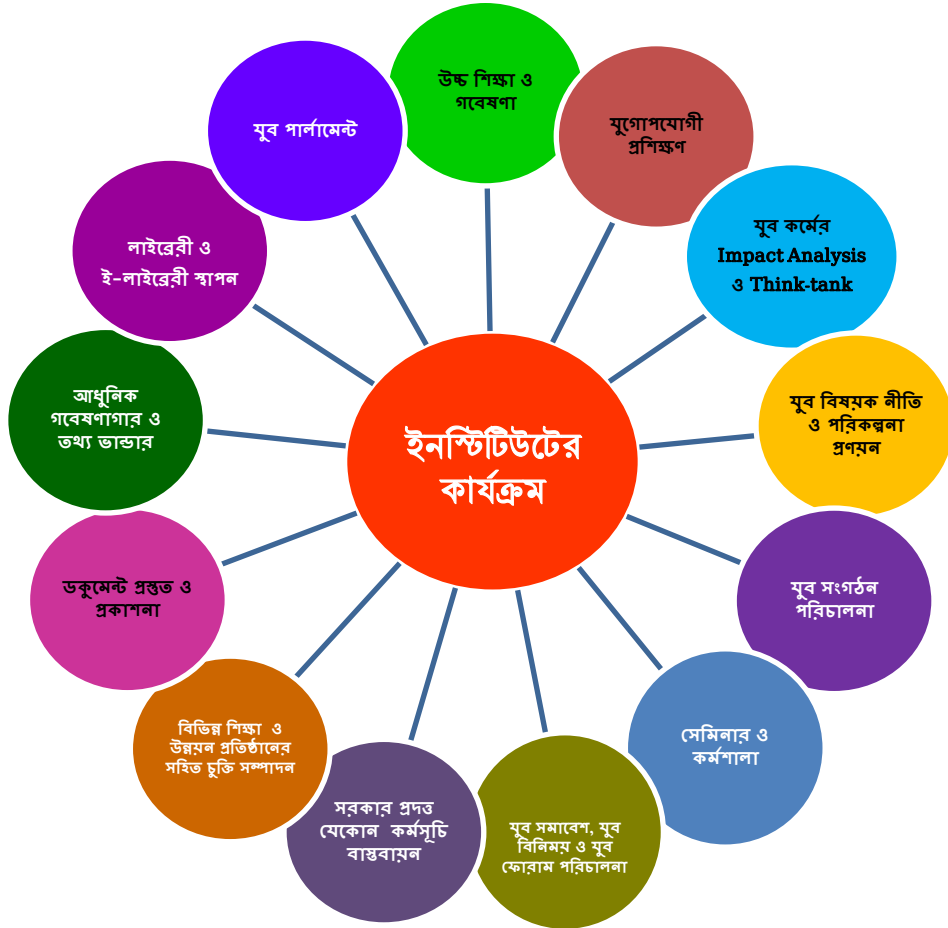 ইনস্টিটিউটের
কার্যক্রম
উচ্চ শিক্ষা ও
গবেষণা
যুগোপযোগী
প্রশিক্ষণ
যুব কর্মের
Impact Analysis
ও Think-tank
যুব বিষয়ক নীতি
ও পরিকল্পনা
প্রণয়ন
যুব সংগঠন
পরিচালনা
সেমিনার ও
কর্মশালা
যুব সমাবেশ, যুব
বিনিময় ও যুব
ফোরাম পরিচালনা
সরকার প্রদত্ত
যেকোন কর্মসূচি
বাস্তবায়ন
বিভিন্ন শিক্ষা ও
উন্নয়ন প্রতিষ্ঠানের
সহিত চুক্তি সম্পাদন
ডকুমেন্ট প্রস্তুত ও
প্রকাশনা
আধুনিক
গবেষণাগার ও
তথ্য ভান্ডার
লাইব্রেরী ও
ই-লাইব্রেরী স্থাপন
যুব পার্লামেন্ট